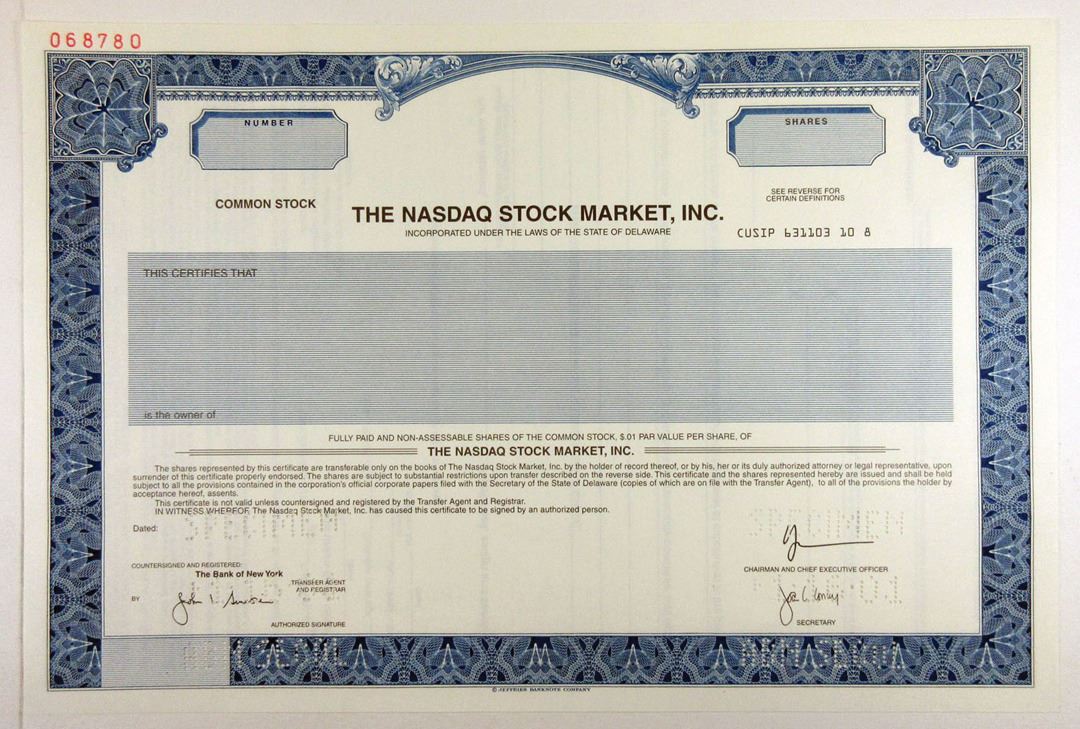 068780
NUMBER
SHARES
COMMON STOCK
SEE REVERSE FOR
CERTAIN DEFINITIONS
THE NASDAQ STOCK MARKET, INC.
INCORPORATED UNDER THE LAWS OF THE STATE OF DELAWARE
CUSIP 631103 10 8
THIS CERTIFIES THAT
is the owner of
FULLY PAID AND NON-ASSESSABLE SHARES OF THE COMMON STOCK, $.01 PAR VALUE PER SHARE, OF
THE NASDAQ STOCK MARKET, INC.
The shares represented by this certificate are transferable only on the books of The Nasdaq Stock Market, Inc. by the holder of record thereof, or by his, her or its duly authorized attorney or legal representative, upon
surrender of this certificate properly endorsed. The shares are subject to substantial restrictions upon transfer described on the reverse side. This certificate and the shares represented hereby are issued and shall be held
subject to all the provisions contained in the corporation's official corporate papers filed with the Secretary of the State of Delaware (copies of which are on file with the Transfer Agent), to all of the provisions the holder by
acceptance hereof, assents.
This certificate is not valid unless countersigned and registered by the Transfer Agent and Registrar.
IN WITNESS WHEREOF, The Nasdaq Stock Market, Inc. has caused this certificate to be signed by an authorized person.
SPECIMEN
SPECIMEN
Dated:
CHAIRMAN AND CHIEF EXECUTIVE OFFICER
COUNTERSIGNED AND REGISTERED:
The Bank of New York
TRANSFER AGENT
AND REGISTRAR
BY
AUTHORIZED SIGNATURE
SECRETARY
© JEFFRIES BANKNOTE COMPANY